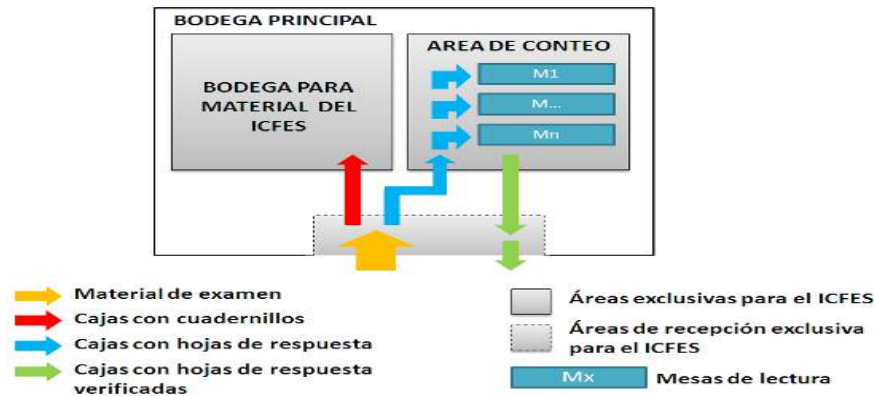 BODEGA PRINCIPAL
BODEGA PARA
MATERIAL DEL
ICFES
AREA DE CONTEO
M1
M...
Mn
Material de examen
Cajas con cuadernillos
Cajas con hojas de respuesta
Cajas con hojas de respuesta
verificadas
Áreas exclusivas para el ICFES
Áreas de recepción exclusiva
para el ICFES
Mx
Mesas de lectura